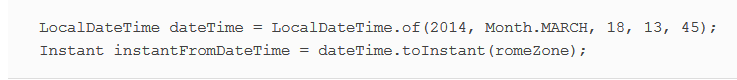 LocalDateTime dateTime = LocalDateTime.of(2014, Month.MARCH, 18, 13, 45);
Instant instantFromDateTime = dateTime.toInstant(romeZone);